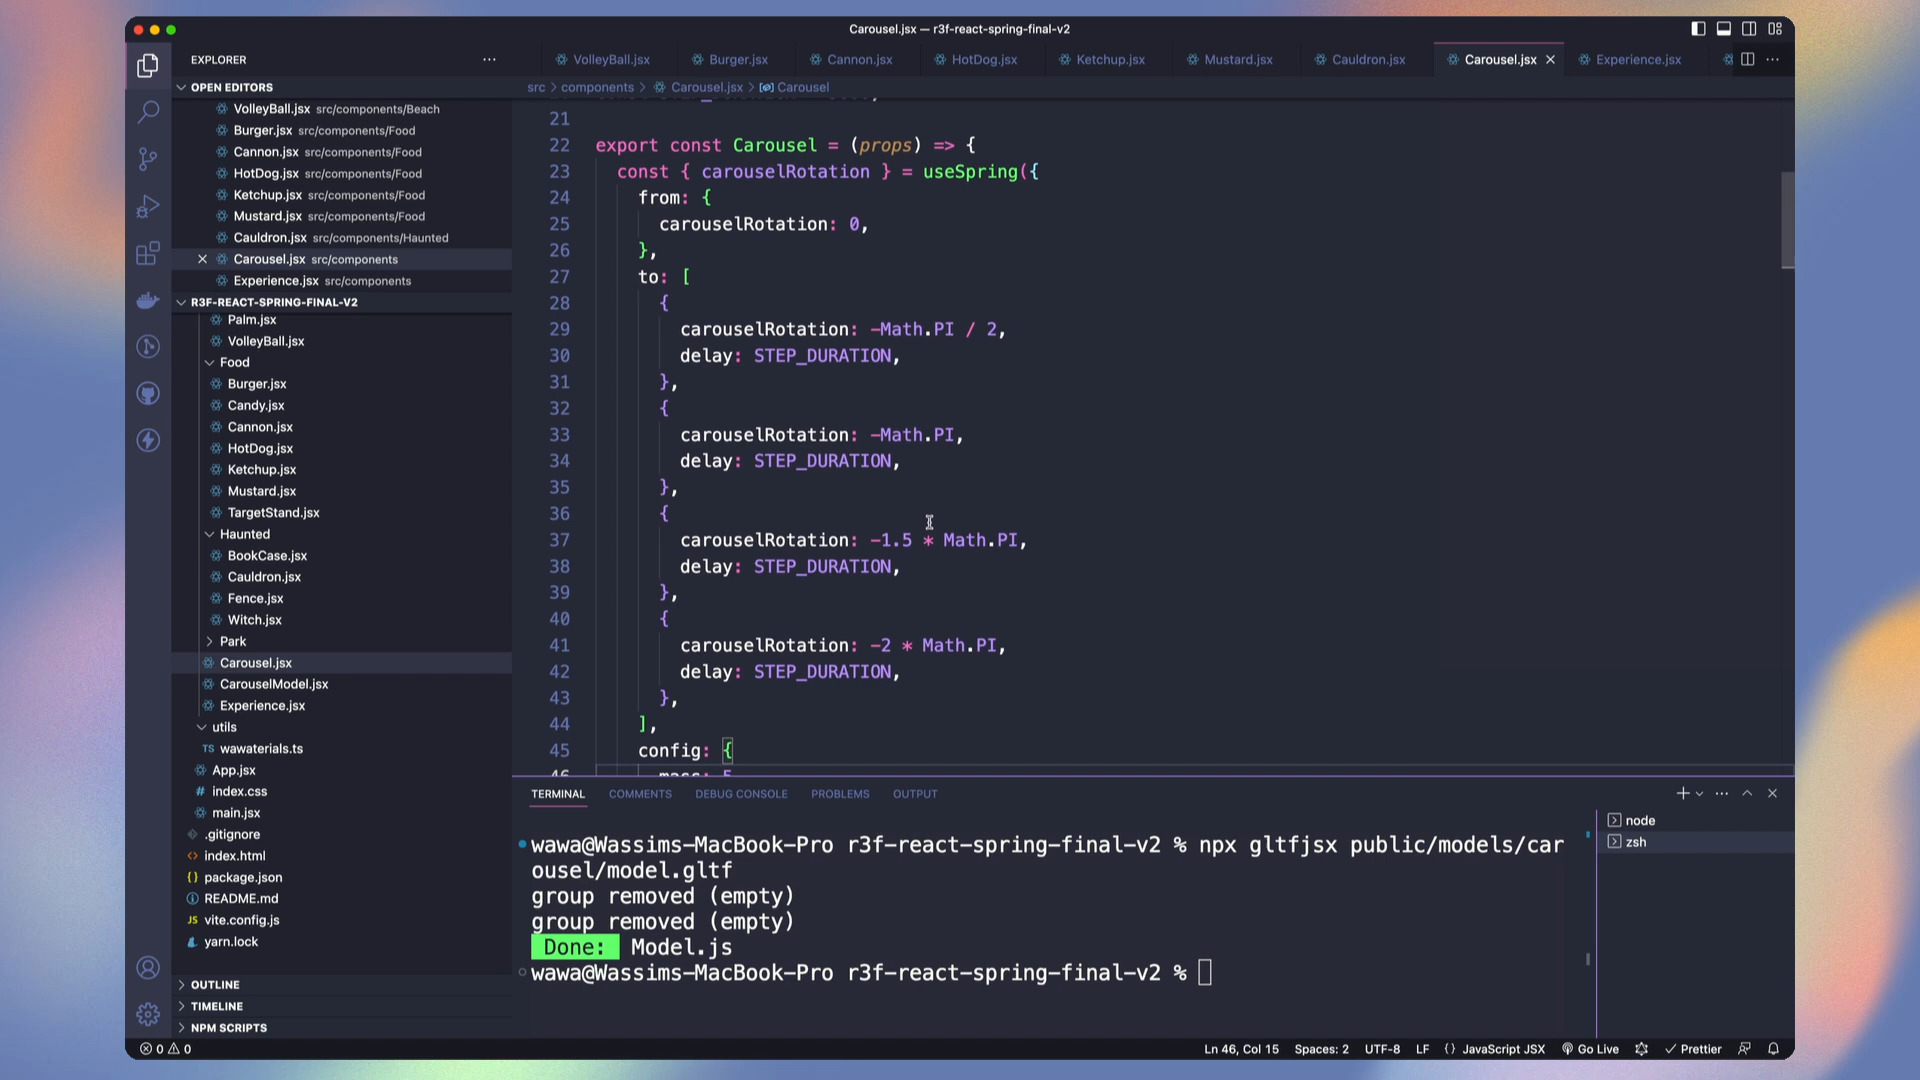 Carousel.jsx — r3f-react-spring-final-v2
EXPLORER
OPEN EDITORS
VolleyBall.jsx src/components/Beach
Burger.jsx src/components/Food
Cannon.jsx src/components/Food
HotDog.jsx src/components/Food
Ketchup.jsx src/components/Food
Mustard.jsx src/components/Food
Cauldron.jsx src/components/Haunted
Carousel.jsx src/components
Experience.jsx src/components
R3F-REACT-SPRING-FINAL-V2
Palm.jsx
VolleyBall.jsx
Food
Burger.jsx
Candy.jsx
Cannon.jsx
HotDog.jsx
Ketchup.jsx
Mustard.jsx
TargetStand.jsx
Haunted
BookCase.jsx
Cauldron.jsx
Fence.jsx
Witch.jsx
Park
Carousel.jsx
CarouselModel.jsx
Experience.jsx
utils
TS wawaterials.ts
App.jsx
# index.css
main.jsx
.gitignore
<> index.html
{} package.json
README.md
JS vite.config.js
yarn.lock
OUTLINE
TIMELINE
NPM SCRIPTS
VolleyBall.jsx Burger.jsx Cannon.jsx HotDog.jsx Ketchup.jsx Mustard.jsx Cauldron.jsx Carousel.jsx Experience.jsx
src > components > Carousel.jsx > Carousel
21
22 export const Carousel = (props) => {
23 const { carouselRotation } = useSpring({
24 from: {
25 carouselRotation: 0,
26 },
27 to: [
28 {
29 carouselRotation: -Math.PI / 2,
30 delay: STEP_DURATION,
31 },
32 {
33 carouselRotation: -Math.PI,
34 delay: STEP_DURATION,
35 },
36 {
37 carouselRotation: -1.5 * Math.PI,
38 delay: STEP_DURATION,
39 },
40 {
41 carouselRotation: -2 * Math.PI,
42 delay: STEP_DURATION,
43 },
44 ],
45 config: {
46 mass: 5
TERMINAL COMMENTS DEBUG CONSOLE PROBLEMS OUTPUT
wawa@Wassims-MacBook-Pro r3f-react-spring-final-v2 % npx gltfjsx public/models/car
ousel/model.gltf
group removed (empty)
group removed (empty)
Done: Model.js
wawa@Wassims-MacBook-Pro r3f-react-spring-final-v2 %
node
zsh
0 0 Ln 46, Col 15 Spaces: 2 UTF-8 LF {} JavaScript JSX Go Live Prettier